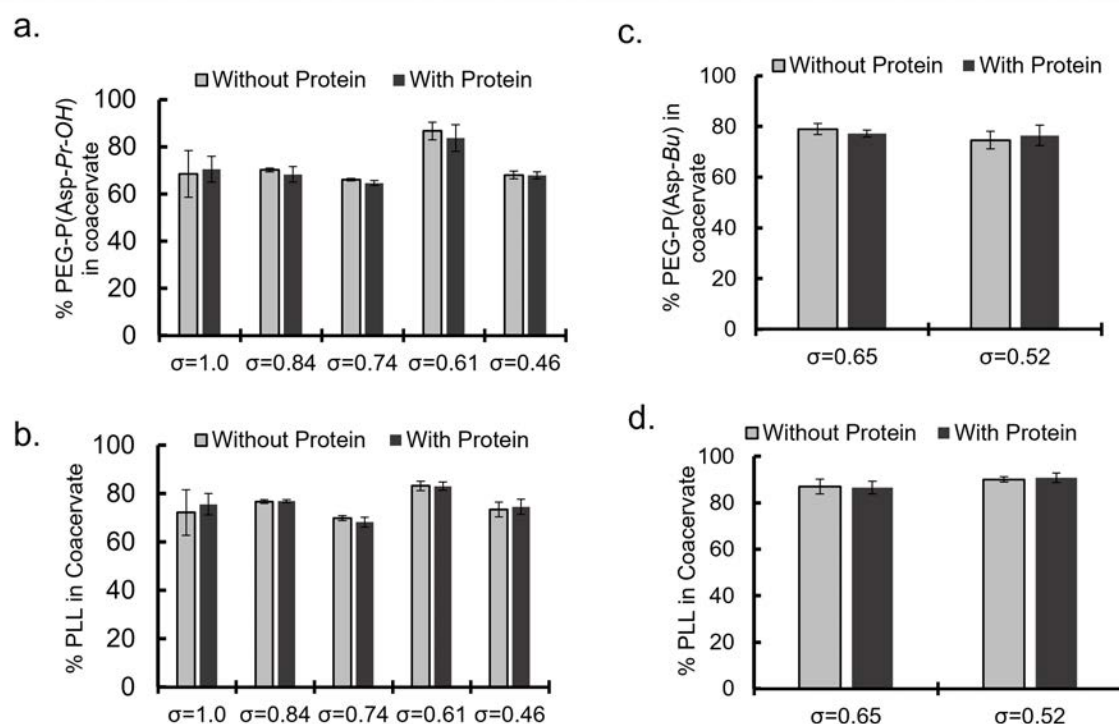 a.
Without Protein With Protein
% PEG-P(Asp-Pr-OH)
in coacervate
100
80
60
40
20
0
σ=1.0 σ=0.84 σ=0.74 σ=0.61 σ=0.46
b.
Without Protein With Protein
% PLL in Coacervate
100
80
60
40
20
0
σ=1.0 σ=0.84 σ=0.74 σ=0.61 σ=0.46
c.
Without Protein With Protein
% PEG-P(Asp-Bu) in
coacervate
100
80
60
40
20
0
σ=0.65 σ=0.52
d.
Without Protein With Protein
% PLL in Coacervate
100
80
60
40
20
0
σ=0.65 σ=0.52